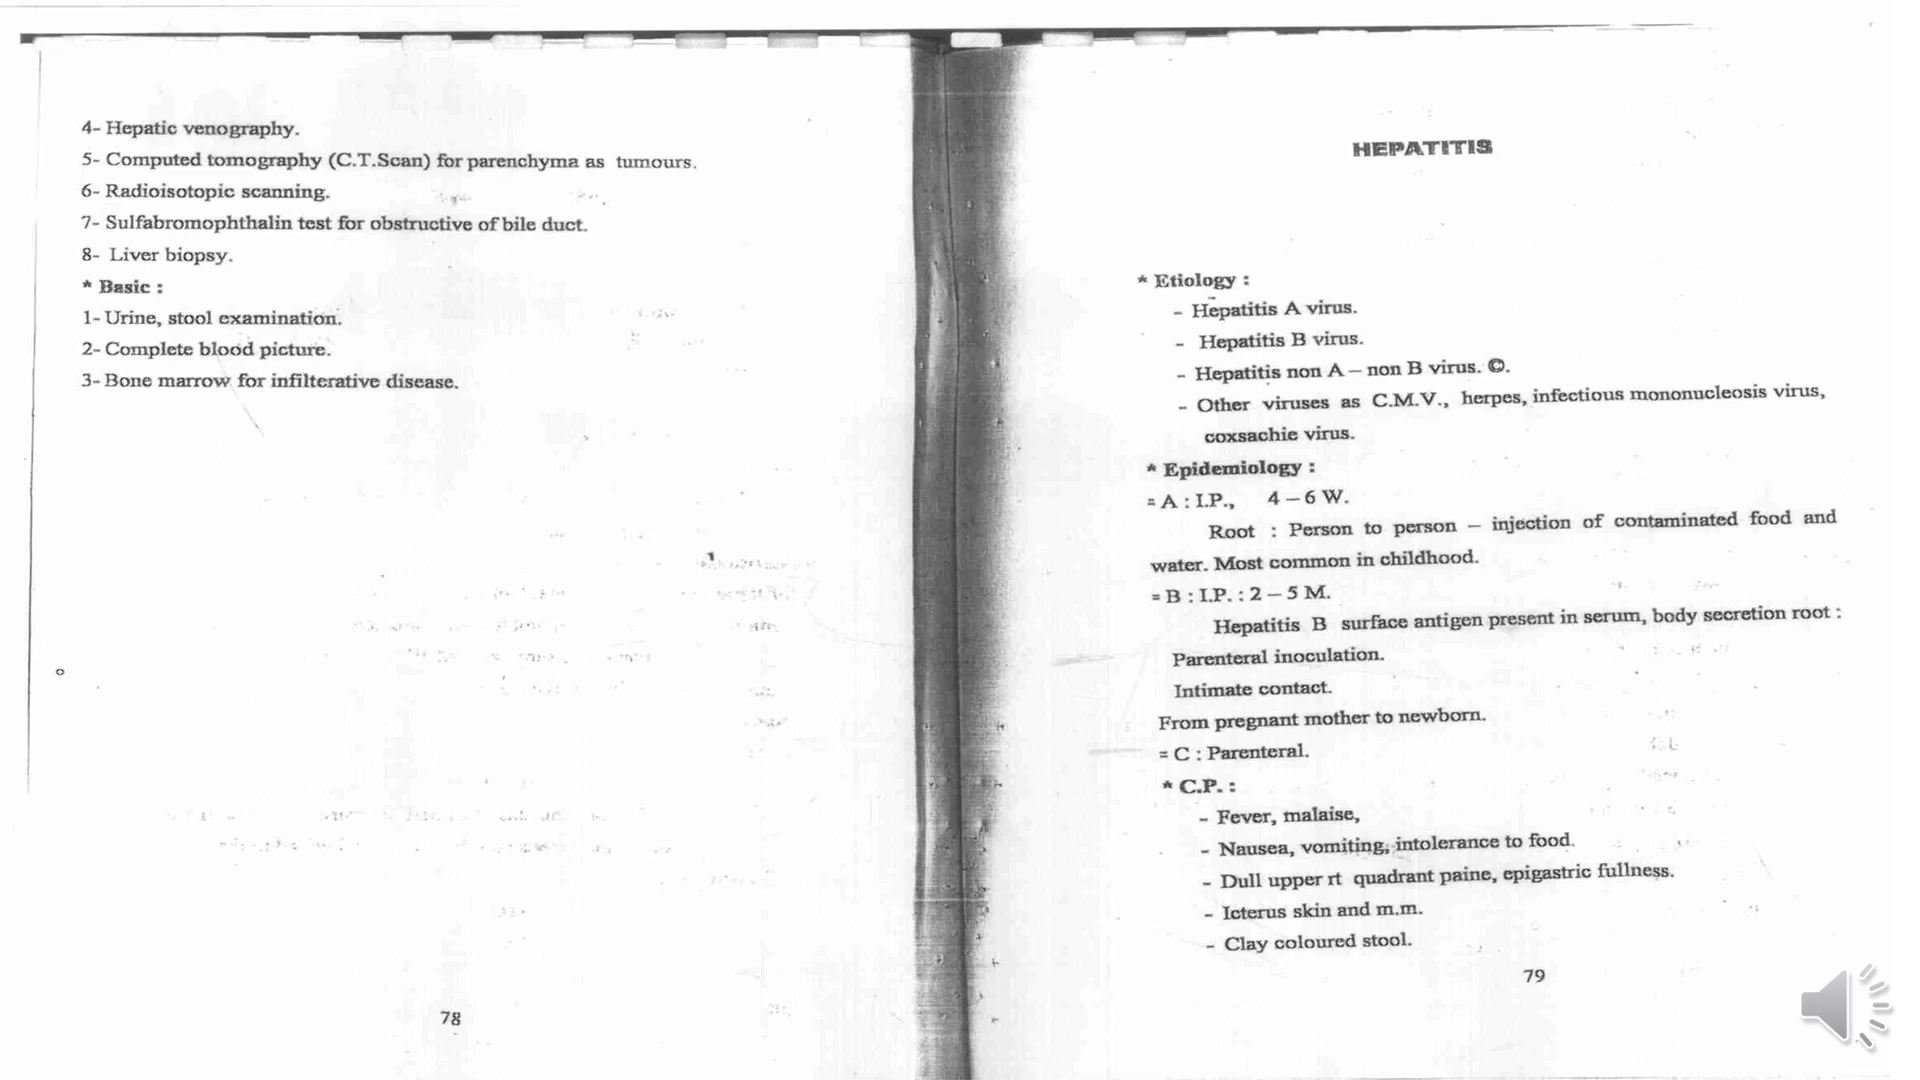 4- Hepatic venography.
5- Computed tomography (C.T.Scan) for parenchyma as tumours.
6- Radioisotopic scanning.
7- Sulfabromophthalin test for obstructive of bile duct.
8- Liver biopsy.
* Basic :
1- Urine, stool examination.
2- Complete blood picture.
3- Bone marrow for infilterative disease.
78
HEPATITIS
* Etiology :
- Hepatitis A virus.
- Hepatitis B virus.
- Hepatitis non A – non B virus. ©.
- Other viruses as C.M.V., herpes, infectious mononucleosis virus,
coxsachie virus.
* Epidemiology :
= A : I.P., 4 – 6 W.
Root : Person to person – injection of contaminated food and
water. Most common in childhood.
= B : I.P. : 2 – 5 M.
Hepatitis B surface antigen present in serum, body secretion root :
Parenteral inoculation.
Intimate contact.
From pregnant mother to newborn.
= C : Parenteral.
* C.P. :
- Fever, malaise,
- Nausea, vomiting, intolerance to food.
- Dull upper rt quadrant paine, epigastric fullness.
- Icterus skin and m.m.
- Clay coloured stool.
79